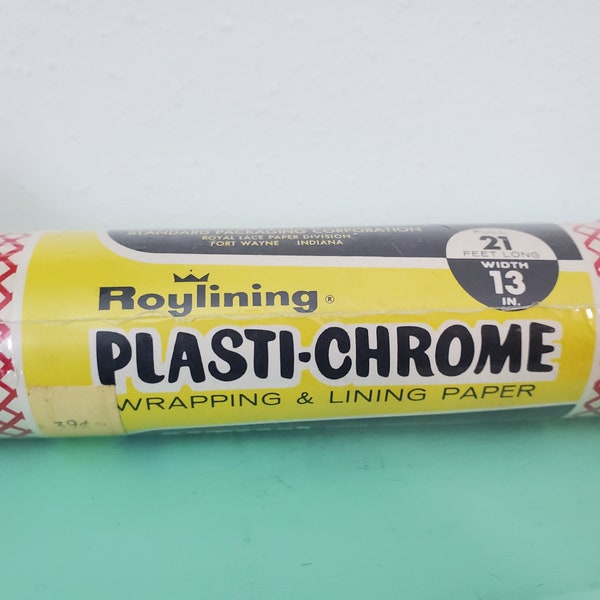 STANDARD PACKAGING CORPORATION
ROYAL LACE PAPER DIVISION
FORT WAYNE INDIANA
21
FEET LONG
WIDTH
13
IN.
Roylining ®
PLASTI-CHROME
WRAPPING & LINING PAPER
39¢